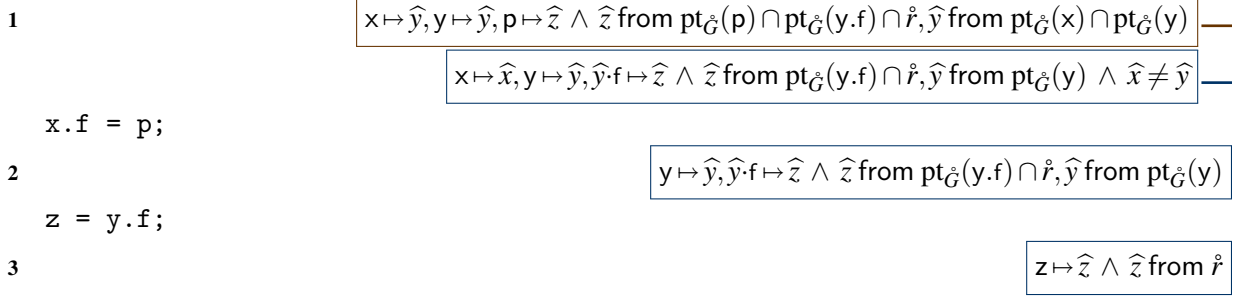 1 x ↦ ŷ, y ↦ ŷ, p ↦ ẑ ∧ ẑ from pt_G̊(p) ∩ pt_G̊(y.f) ∩ r̊, ŷ from pt_G̊(x) ∩ pt_G̊(y)
x ↦ x̂, y ↦ ŷ, ŷ·f ↦ ẑ ∧ ẑ from pt_G̊(y.f) ∩ r̊, ŷ from pt_G̊(y) ∧ x̂ ≠ ŷ
x.f = p;
2 y ↦ ŷ, ŷ·f ↦ ẑ ∧ ẑ from pt_G̊(y.f) ∩ r̊, ŷ from pt_G̊(y)
z = y.f;
3 z ↦ ẑ ∧ ẑ from r̊